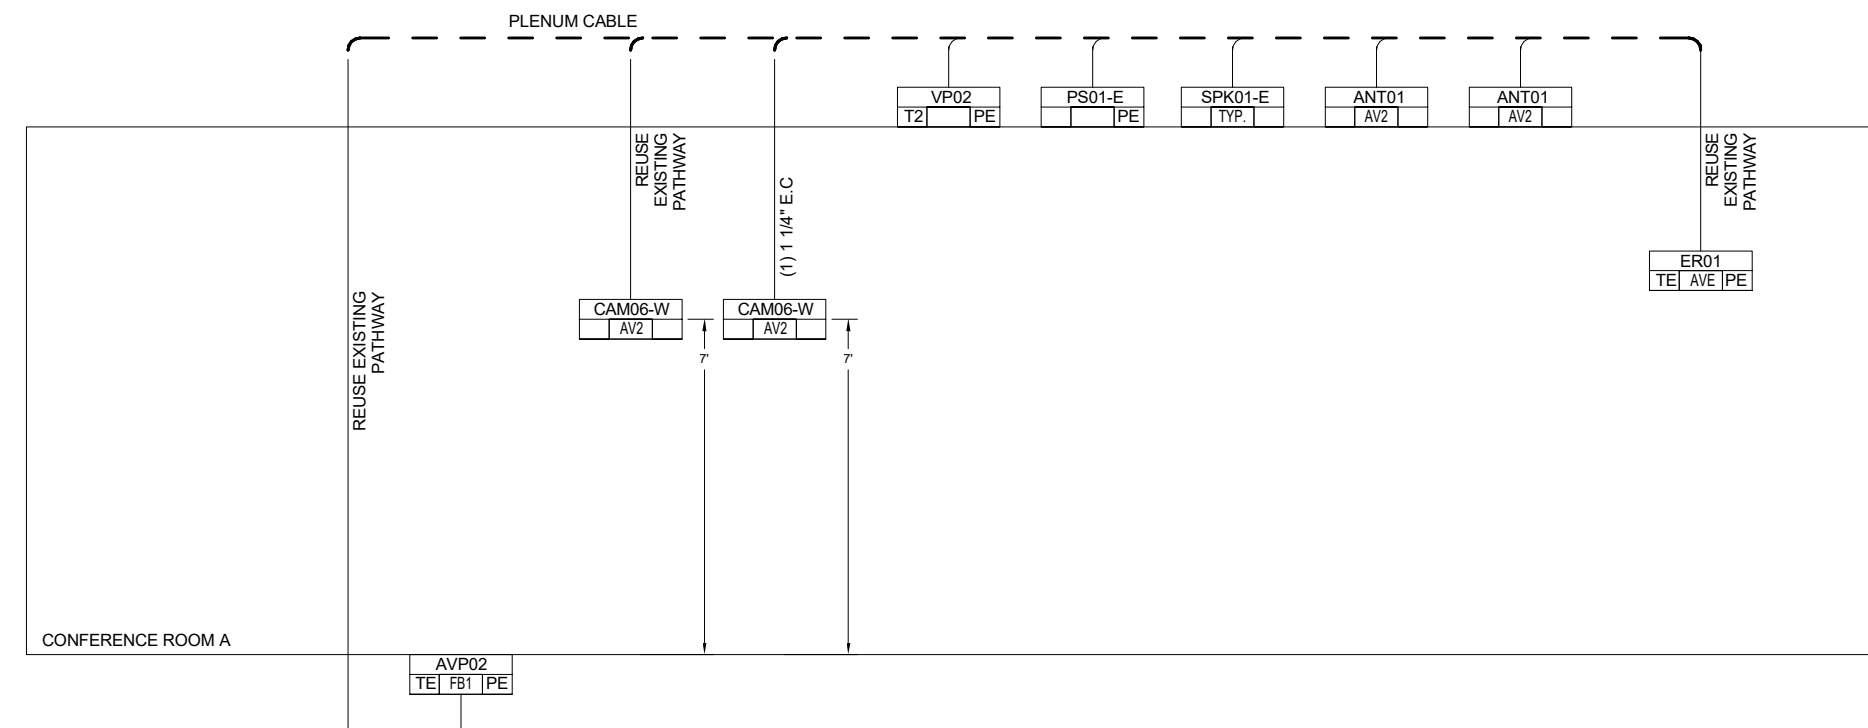 PLENUM CABLE
VP02
T2 PE
PS01-E
PE
SPK01-E
TYP.
ANT01
AV2
ANT01
AV2
REUSE
EXISTING
PATHWAY
(1) 1 1/4" E.C
REUSE
EXISTING
PATHWAY
ER01
TE AVE PE
REUSE EXISTING
PATHWAY
CAM06-W
AV2
CAM06-W
AV2
7'
7'
CONFERENCE ROOM A
AVP02
TE FB1 PE